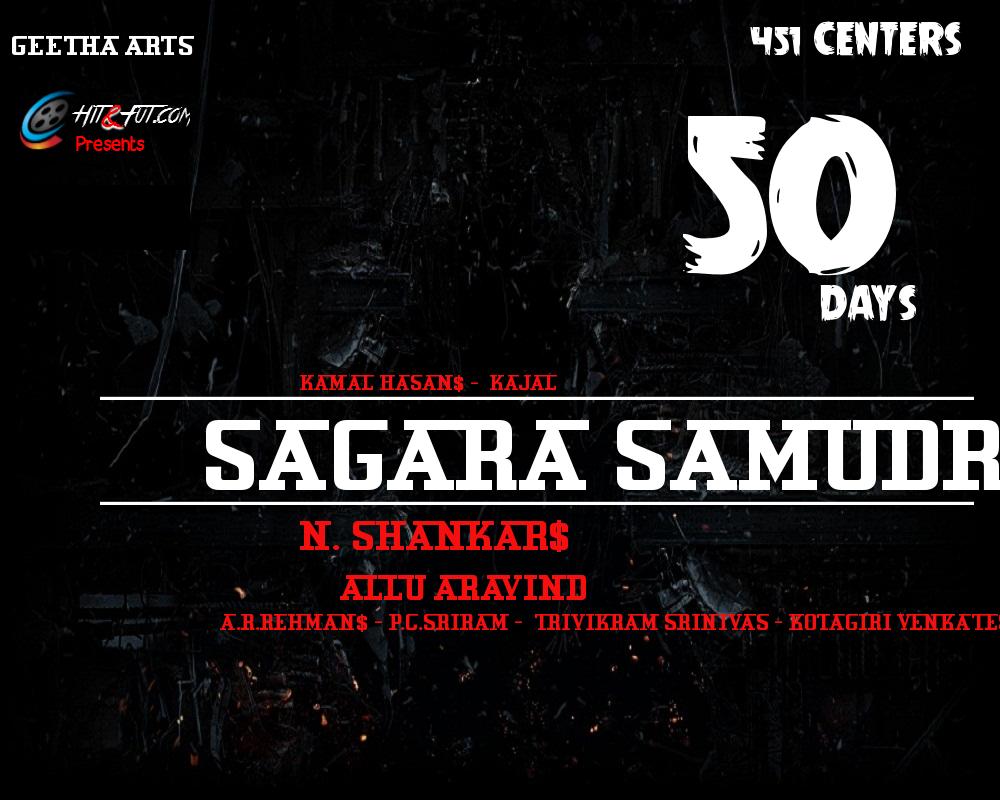 GEETHA ARTS
451 CENTERS
HIT&FUT.COM
Presents
50
DAYS
KAMAL HASAN$ - KAJAL
SAGARA SAMUDR
N. SHANKAR$
ALLU ARAVIND
A.R.REHMAN$ - P.C.SRIRAM - TRIVIKRAM SRINIVAS - KOTAGIRI VENKATES